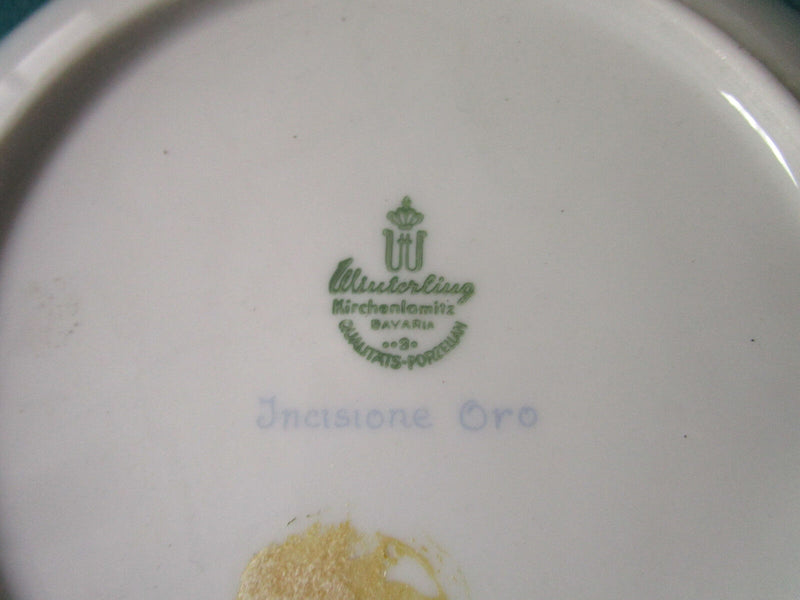 W
Winterling
Kirchenlamitz
BAVARIA
QUALITÄTS-PORZELLAN
Incisione Oro